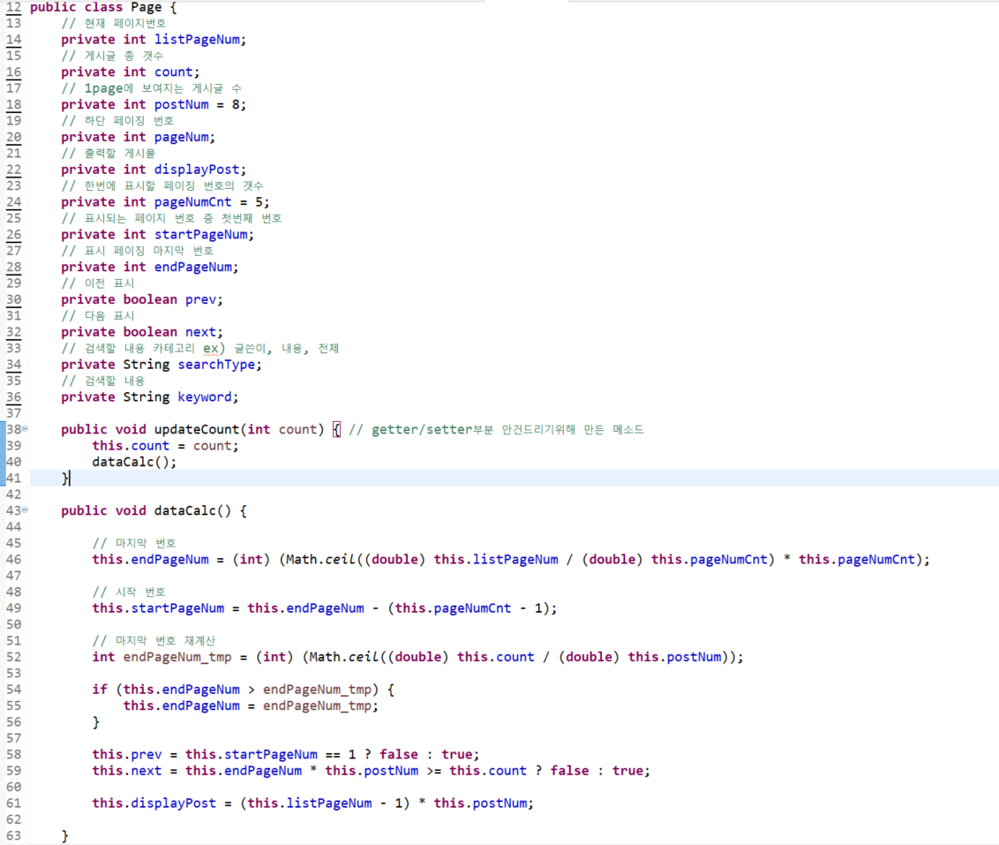 12 public class Page {
13 // 현재 페이지번호
14 private int listPageNum;
15 // 게시글 총 갯수
16 private int count;
17 // 1page에 보여지는 게시글 수
18 private int postNum = 8;
19 // 하단 페이징 번호
20 private int pageNum;
21 // 출력할 게시물
22 private int displayPost;
23 // 한번에 표시할 페이징 번호의 갯수
24 private int pageNumCnt = 5;
25 // 표시되는 페이지 번호 중 첫번째 번호
26 private int startPageNum;
27 // 표시 페이징 마지막 번호
28 private int endPageNum;
29 // 이전 표시
30 private boolean prev;
31 // 다음 표시
32 private boolean next;
33 // 검색할 내용 카테고리 ex) 글쓴이, 내용, 전체
34 private String searchType;
35 // 검색할 내용
36 private String keyword;
37
38 public void updateCount(int count) { // getter/setter부분 안건드리기위해 만든 메소드
39 this.count = count;
40 dataCalc();
41 }
42
43 public void dataCalc() {
44
45 // 마지막 번호
46 this.endPageNum = (int) (Math.ceil((double) this.listPageNum / (double) this.pageNumCnt) * this.pageNumCnt);
47
48 // 시작 번호
49 this.startPageNum = this.endPageNum - (this.pageNumCnt - 1);
50
51 // 마지막 번호 재계산
52 int endPageNum_tmp = (int) (Math.ceil((double) this.count / (double) this.postNum));
53
54 if (this.endPageNum > endPageNum_tmp) {
55 this.endPageNum = endPageNum_tmp;
56 }
57
58 this.prev = this.startPageNum == 1 ? false : true;
59 this.next = this.endPageNum * this.postNum >= this.count ? false : true;
60
61 this.displayPost = (this.listPageNum - 1) * this.postNum;
62
63 }